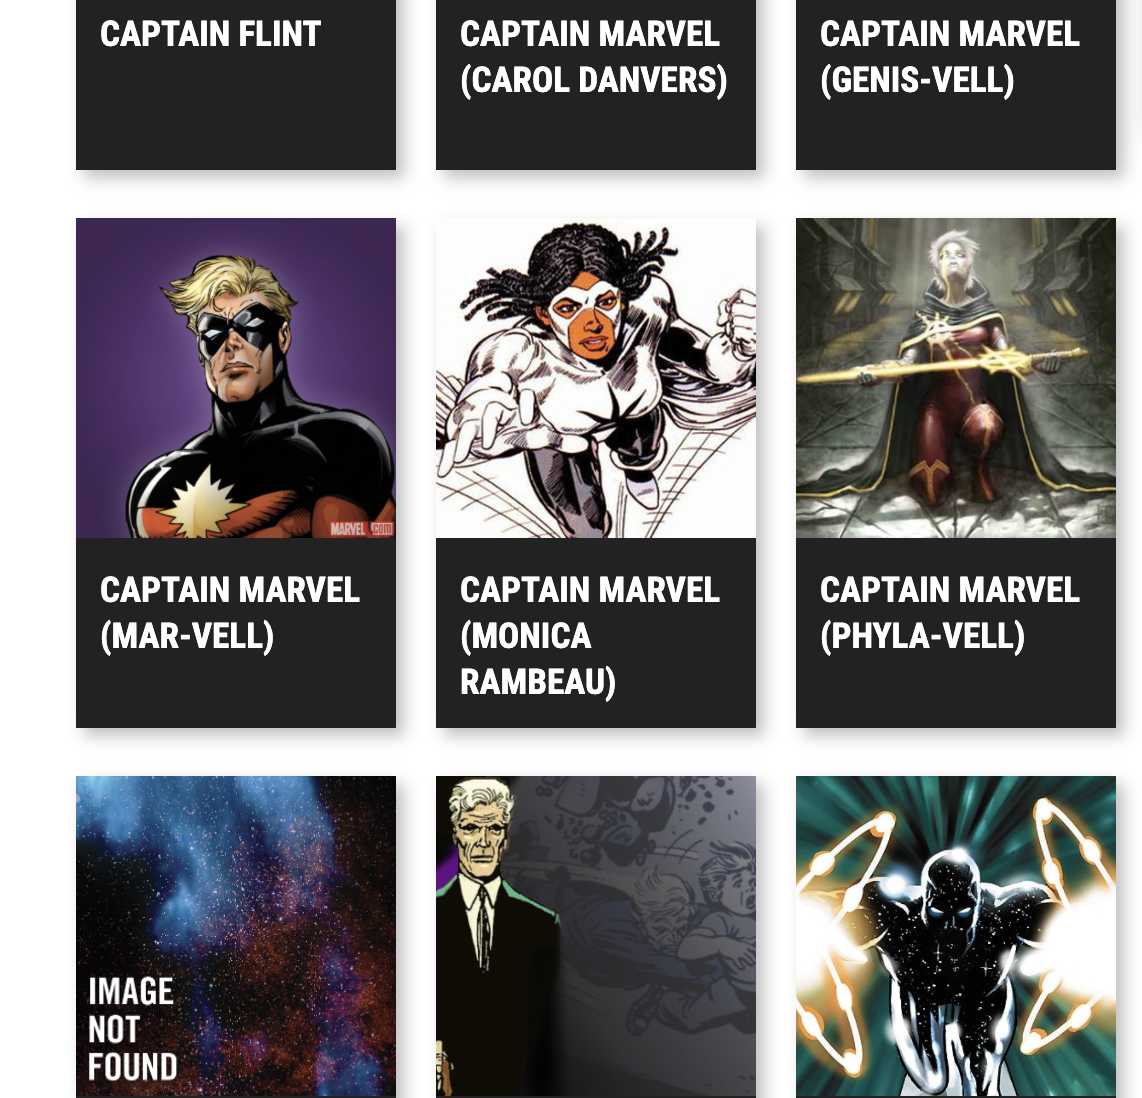 CAPTAIN FLINT
CAPTAIN MARVEL
(CAROL DANVERS)
CAPTAIN MARVEL
(GENIS-VELL)
MARVEL.com
CAPTAIN MARVEL
(MAR-VELL)
CAPTAIN MARVEL
(MONICA
RAMBEAU)
CAPTAIN MARVEL
(PHYLA-VELL)
IMAGE
NOT
FOUND